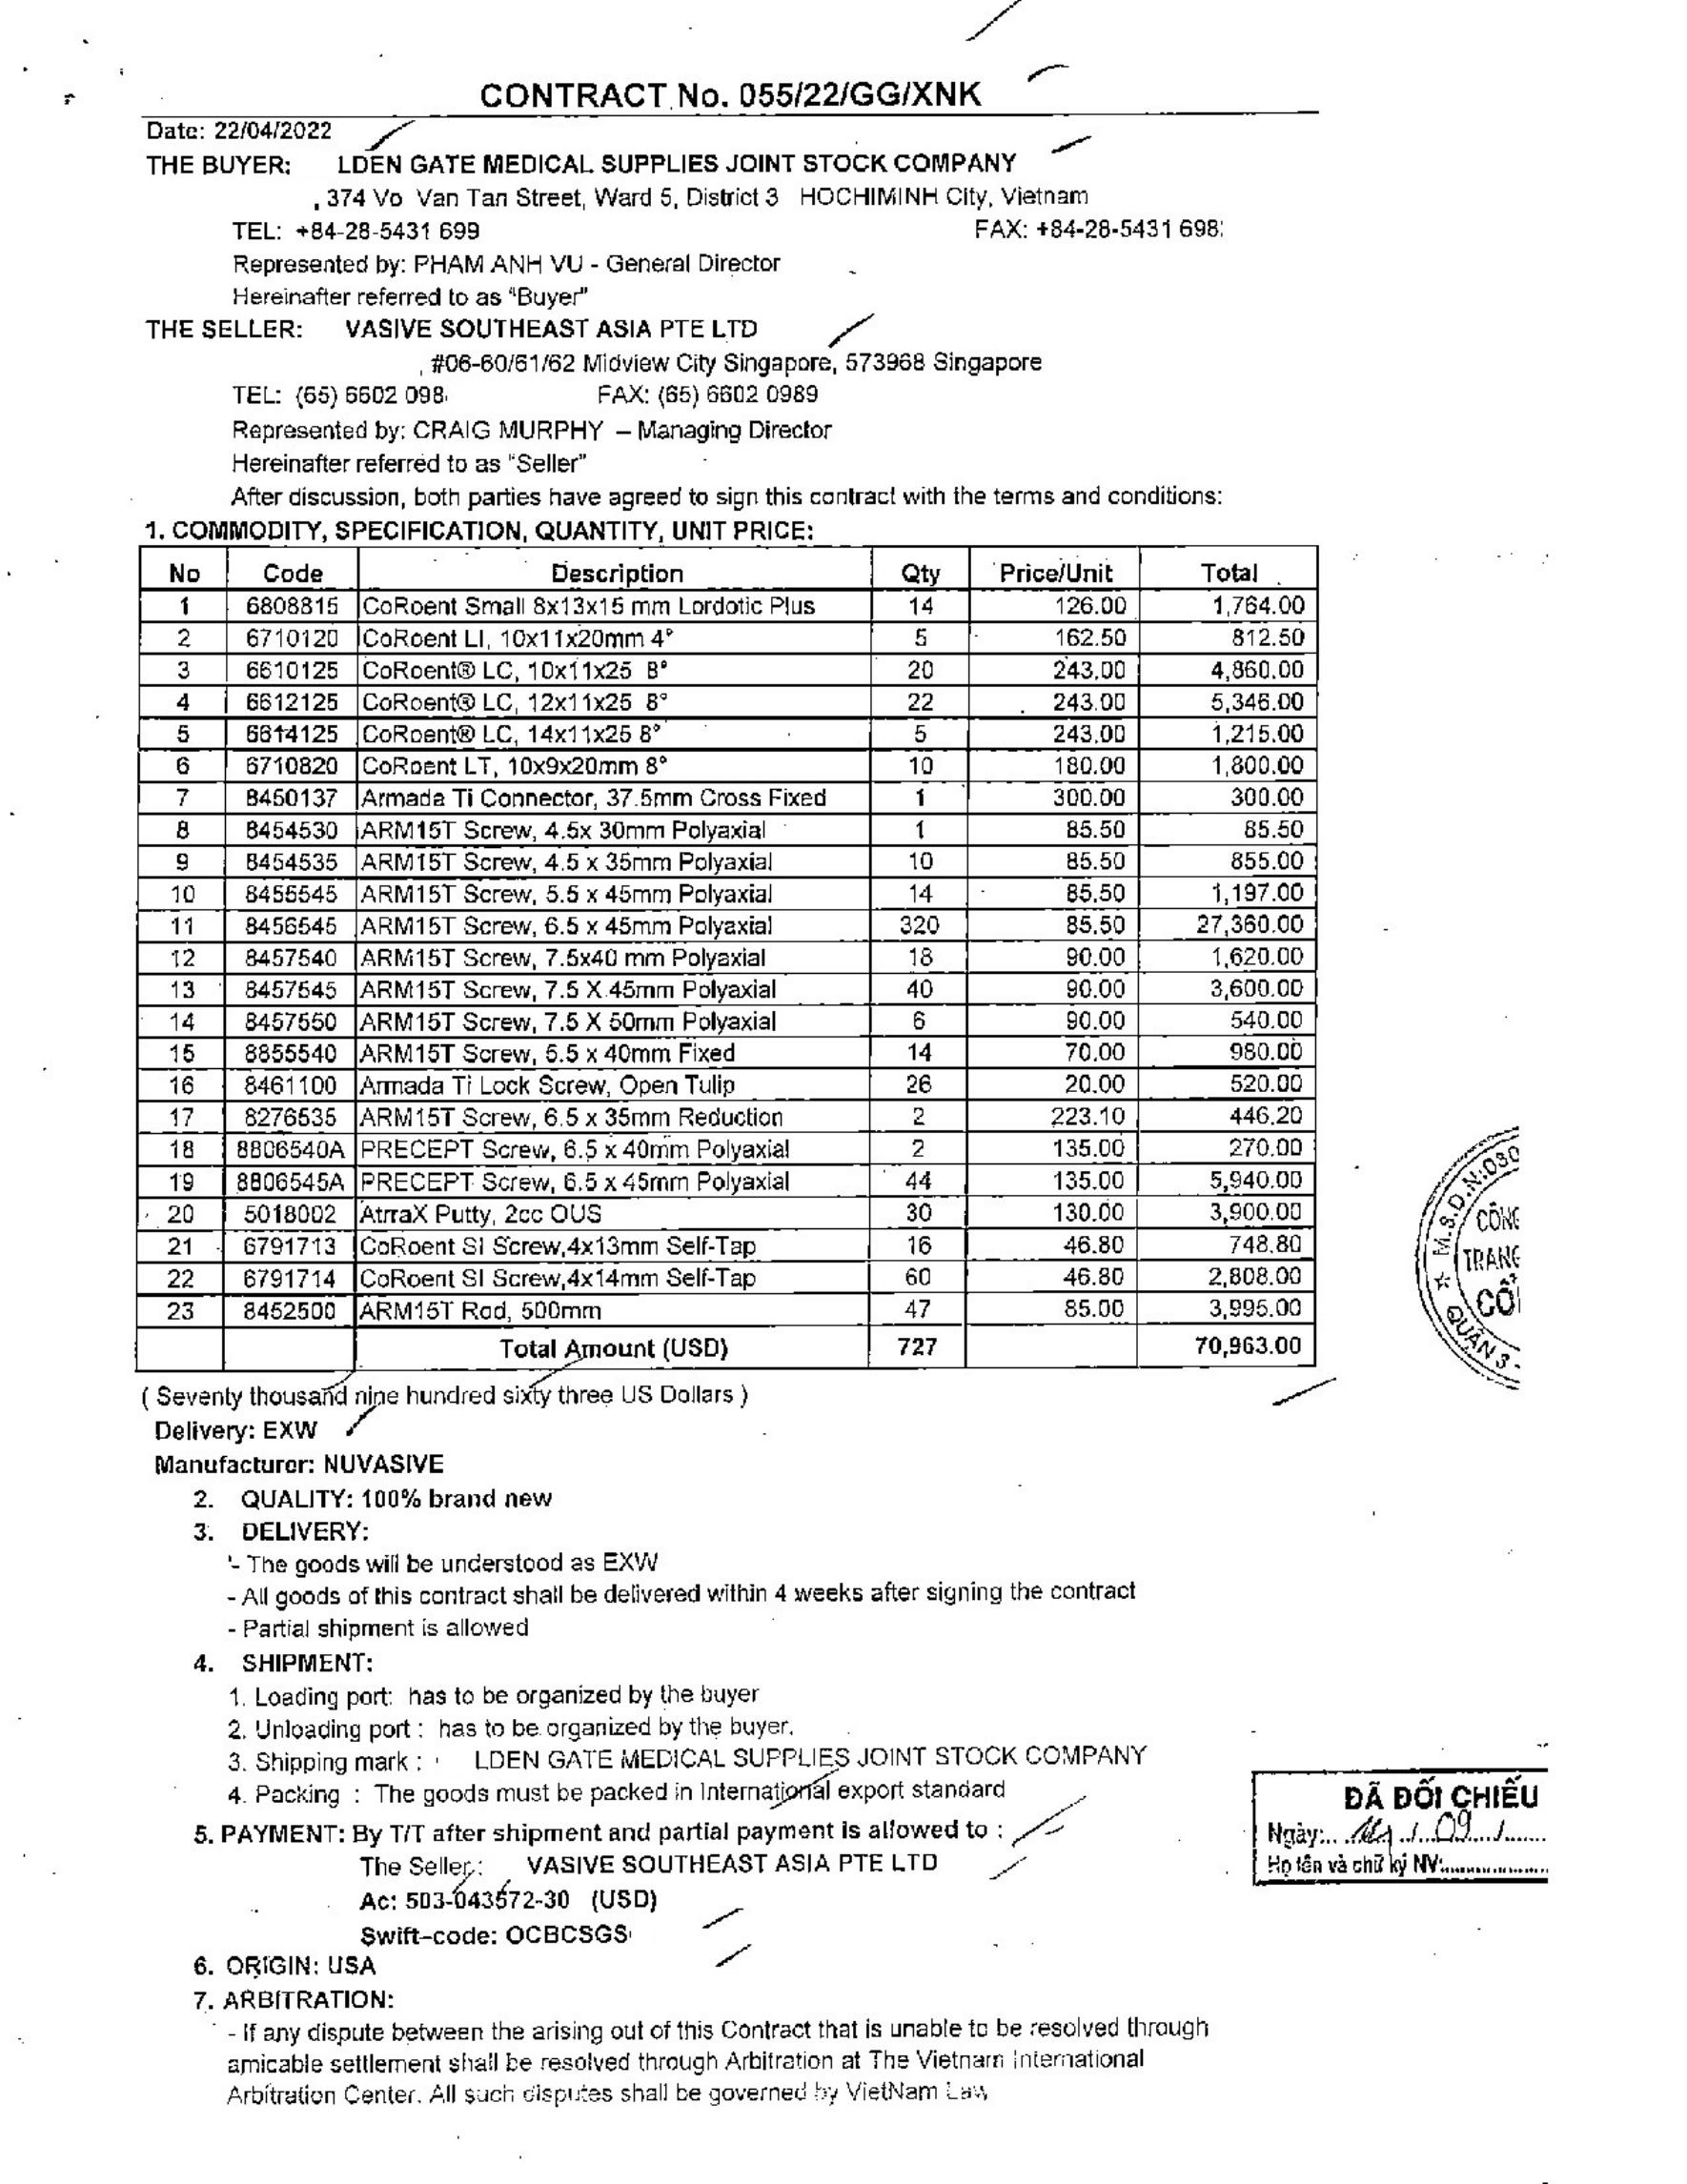 CONTRACT No. 055/22/GG/XNK
Date: 22/04/2022
THE BUYER: LDEN GATE MEDICAL SUPPLIES JOINT STOCK COMPANY
, 374 Vo Van Tan Street, Ward 5, District 3 HOCHIMINH City, Vietnam
TEL: +84-28-5431 699 FAX: +84-28-5431 698
Represented by: PHAM ANH VU - General Director
Hereinafter referred to as "Buyer"
THE SELLER: VASIVE SOUTHEAST ASIA PTE LTD
, #06-60/61/62 Midview City Singapore, 573968 Singapore
TEL: (65) 6602 098 FAX: (65) 6602 0989
Represented by: CRAIG MURPHY – Managing Director
Hereinafter referred to as "Seller"
After discussion, both parties have agreed to sign this contract with the terms and conditions:
1. COMMODITY, SPECIFICATION, QUANTITY, UNIT PRICE:
No Code Description Qty Price/Unit Total
1 6808815 CoRoent Small 8x13x15 mm Lordotic Plus 14 126.00 1,764.00
2 6710120 CoRoent LI, 10x11x20mm 4° 5 162.50 812.50
3 6610125 CoRoent® LC, 10x11x25 8° 20 243.00 4,860.00
4 6612125 CoRoent® LC, 12x11x25 8° 22 243.00 5,346.00
5 6614125 CoRoent® LC, 14x11x25 8° 5 243.00 1,215.00
6 6710820 CoRoent LT, 10x9x20mm 8° 10 180.00 1,800.00
7 8450137 Armada Ti Connector, 37.5mm Cross Fixed 1 300.00 300.00
8 8454530 ARM15T Screw, 4.5x 30mm Polyaxial 1 85.50 85.50
9 8454535 ARM15T Screw, 4.5 x 35mm Polyaxial 10 85.50 855.00
10 8455545 ARM15T Screw, 5.5 x 45mm Polyaxial 14 85.50 1,197.00
11 8456545 ARM15T Screw, 6.5 x 45mm Polyaxial 320 85.50 27,360.00
12 8457540 ARM15T Screw, 7.5x40 mm Polyaxial 18 90.00 1,620.00
13 8457545 ARM15T Screw, 7.5 X 45mm Polyaxial 40 90.00 3,600.00
14 8457550 ARM15T Screw, 7.5 X 50mm Polyaxial 6 90.00 540.00
15 8855540 ARM15T Screw, 5.5 x 40mm Fixed 14 70.00 980.00
16 8461100 Armada Ti Lock Screw, Open Tulip 26 20.00 520.00
17 8276535 ARM15T Screw, 6.5 x 35mm Reduction 2 223.10 446.20
18 8806540A PRECEPT Screw, 6.5 x 40mm Polyaxial 2 135.00 270.00
19 8806545A PRECEPT Screw, 6.5 x 45mm Polyaxial 44 135.00 5,940.00
20 5018002 AtrraX Putty, 2cc OUS 30 130.00 3,900.00
21 6791713 CoRoent SI Screw,4x13mm Self-Tap 16 46.80 748.80
22 6791714 CoRoent SI Screw,4x14mm Self-Tap 60 46.80 2,808.00
23 8452500 ARM15T Rod, 500mm 47 85.00 3,995.00
Total Amount (USD) 727 70,963.00
M.S.D.N:030
CÔNG
TRANG
CỔ
QUẬN 3
( Seventy thousand nine hundred sixty three US Dollars )
Delivery: EXW
Manufacturer: NUVASIVE
2. QUALITY: 100% brand new
3. DELIVERY:
- The goods will be understood as EXW
- All goods of this contract shall be delivered within 4 weeks after signing the contract
- Partial shipment is allowed
4. SHIPMENT:
1. Loading port: has to be organized by the buyer
2. Unloading port : has to be organized by the buyer.
3. Shipping mark : LDEN GATE MEDICAL SUPPLIES JOINT STOCK COMPANY
4. Packing : The goods must be packed in International export standard
5. PAYMENT: By T/T after shipment and partial payment is allowed to :
The Seller: VASIVE SOUTHEAST ASIA PTE LTD
Ac: 503-043572-30 (USD)
Swift-code: OCBCSGS
ĐÃ ĐỐI CHIẾU
Ngày: / 09 /
Họ tên và chữ ký NV:
6. ORIGIN: USA
7. ARBITRATION:
- If any dispute between the arising out of this Contract that is unable to be resolved through
amicable settlement shall be resolved through Arbitration at The Vietnam International
Arbitration Center. All such disputes shall be governed by VietNam Law